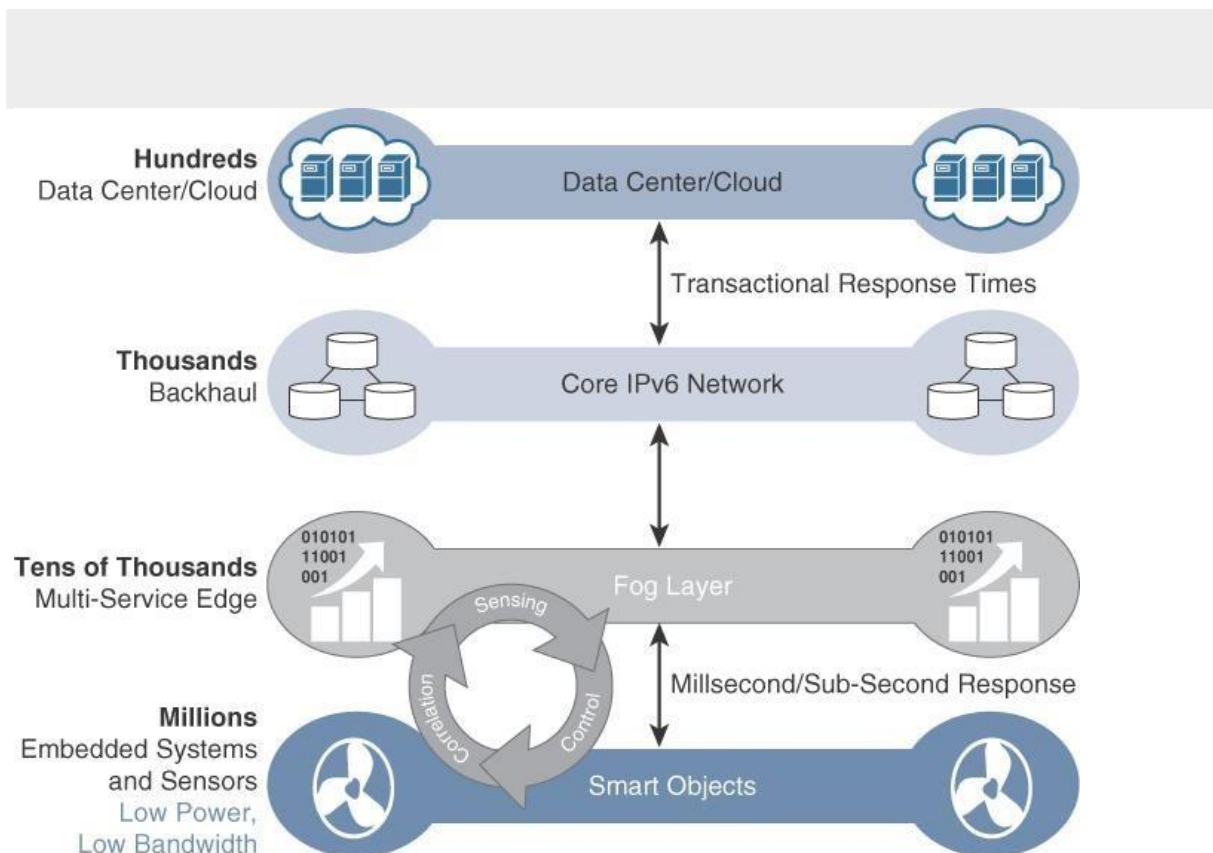 Hundreds
Data Center/Cloud
Data Center/Cloud
Transactional Response Times
Thousands
Backhaul
Core IPv6 Network
Tens of Thousands
Multi-Service Edge
010101
11001
001
Fog Layer
010101
11001
001
Sensing
Control
Correlation
Millsecond/Sub-Second Response
Millions
Embedded Systems
and Sensors
Low Power,
Low Bandwidth
Smart Objects